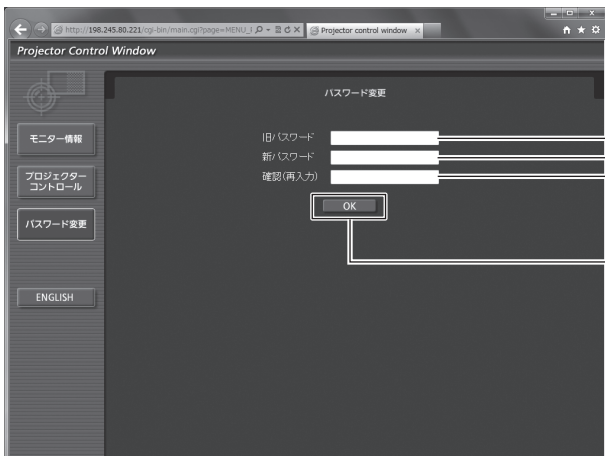 http://198.245.80.221/cgi-bin/main.cgi?page=MENU_I
Projector control window
Projector Control Window
パスワード変更
モニター情報
プロジェクター
コントロール
パスワード変更
ENGLISH
旧パスワード
新パスワード
確認(再入力)
OK